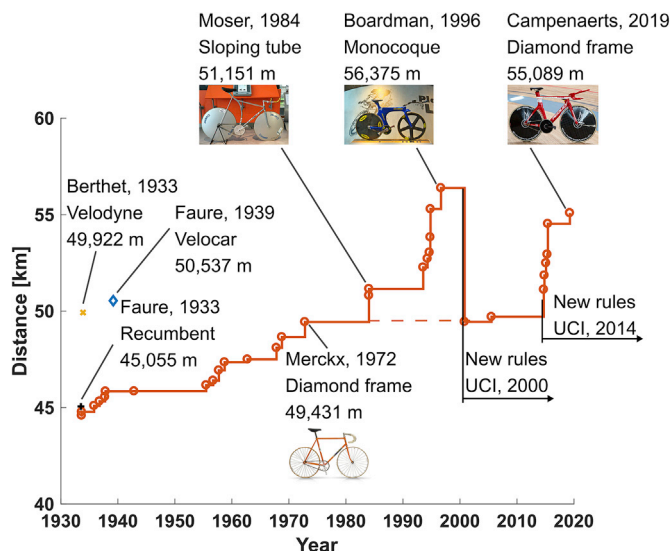 Moser, 1984
Sloping tube
51,151 m
Boardman, 1996
Monocoque
56,375 m
Campenaerts, 2019
Diamond frame
55,089 m
60
55
50
45
40
Distance [km]
Berthet, 1933
Velodyne
49,922 m
Faure, 1939
Velocar
50,537 m
Faure, 1933
Recumbent
45,055 m
Merckx, 1972
Diamond frame
49,431 m
New rules
UCI, 2000
New rules
UCI, 2014
1930 1940 1950 1960 1970 1980 1990 2000 2010 2020
Year